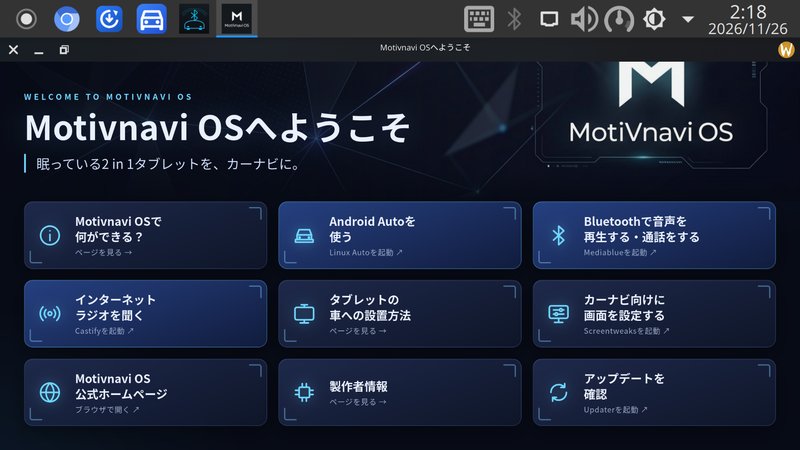 2:18
2026/11/26
Motivnavi OSへようこそ
W
WELCOME TO MOTIVNAVI OS
Motivnavi OSへようこそ
眠っている2 in 1タブレットを、カーナビに。
MotiVnavi OS
Motivnavi OSで
何ができる？
ページを見る →
Android Autoを
使う
Linux Autoを起動 ↗
Bluetoothで音声を
再生する・通話をする
Mediablueを起動 ↗
インターネット
ラジオを聞く
Castifyを起動 ↗
タブレットの
車への設置方法
ページを見る →
カーナビ向けに
画面を設定する
Screentweaksを起動 ↗
Motivnavi OS
公式ホームページ
ブラウザで開く ↗
製作者情報
ページを見る →
アップデートを
確認
Updaterを起動 ↗